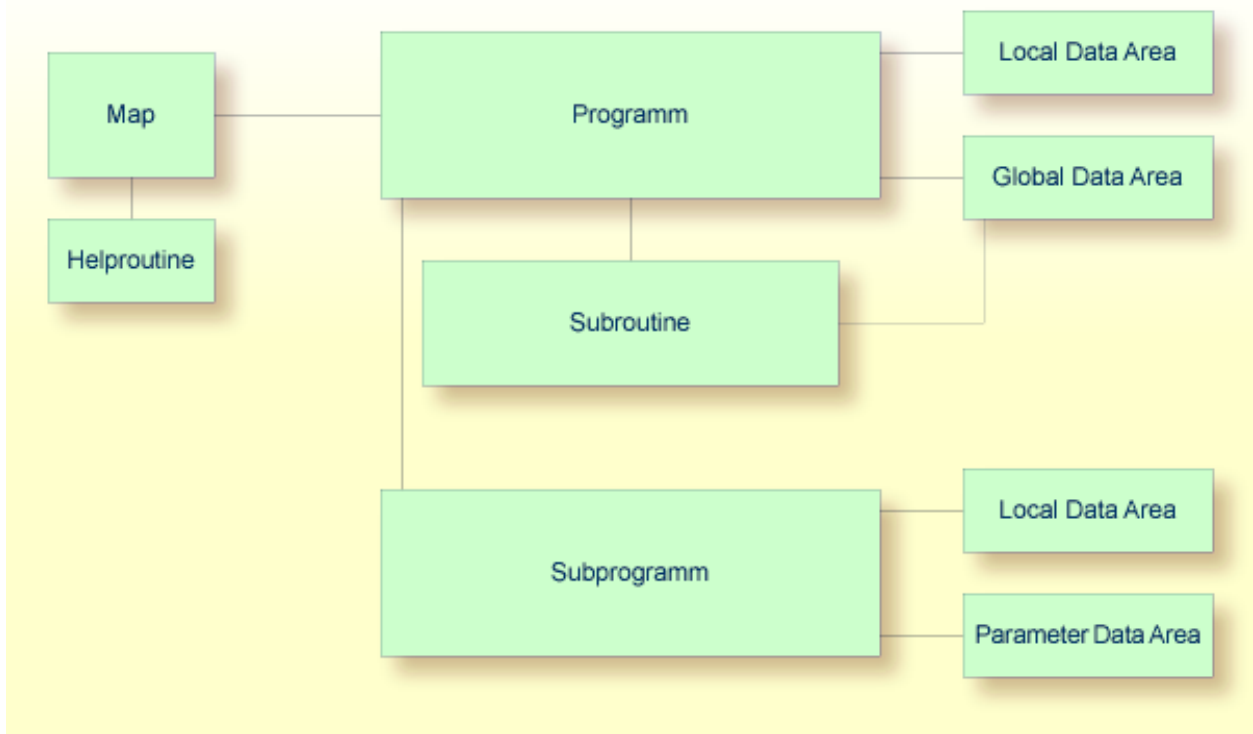 Local Data Area
Map
Programm
Global Data Area
Helproutine
Subroutine
Local Data Area
Subprogramm
Parameter Data Area